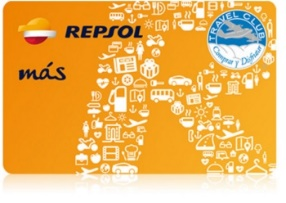 REPSOL
TRAVEL CLUB
Compra y Disfruta
más